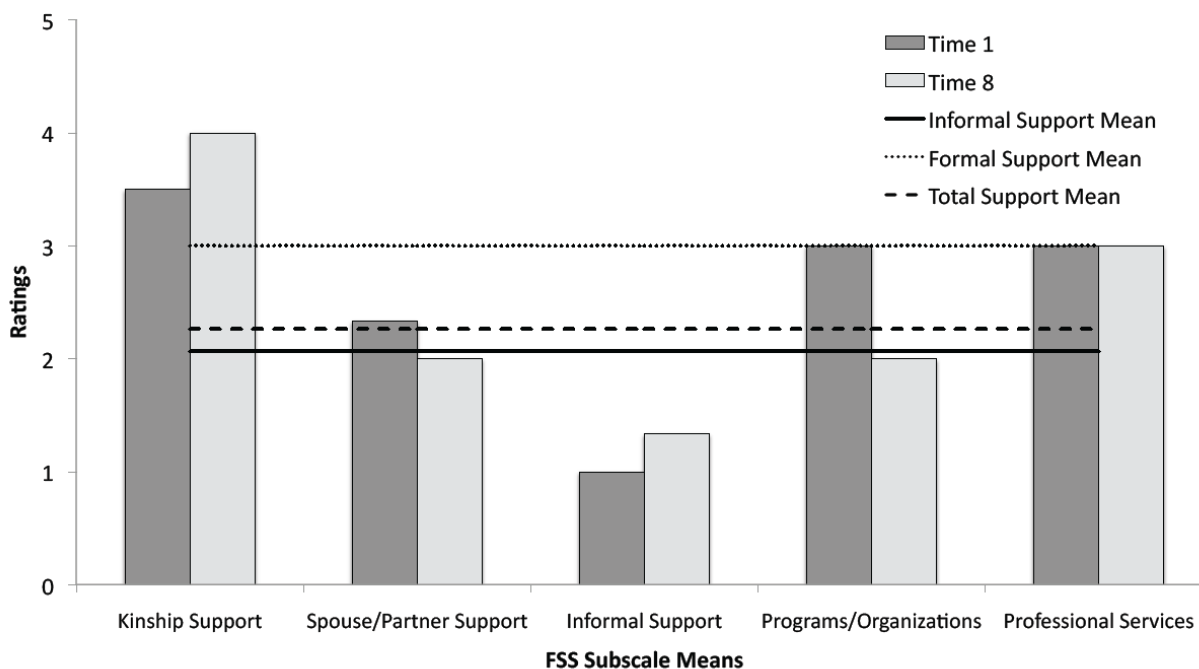 5
4
3
2
1
0
Ratings
Time 1
Time 8
Informal Support Mean
Formal Support Mean
Total Support Mean
Kinship Support
Spouse/Partner Support
Informal Support
Programs/Organizations
Professional Services
FSS Subscale Means